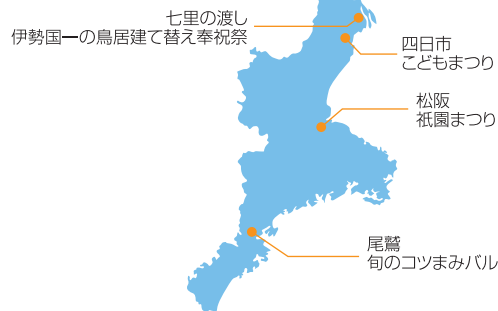 七里の渡し
伊勢国一の鳥居建て替え奉祝祭
四日市
こどもまつり
松阪
祇園まつり
尾鷲
旬のコツまみバル